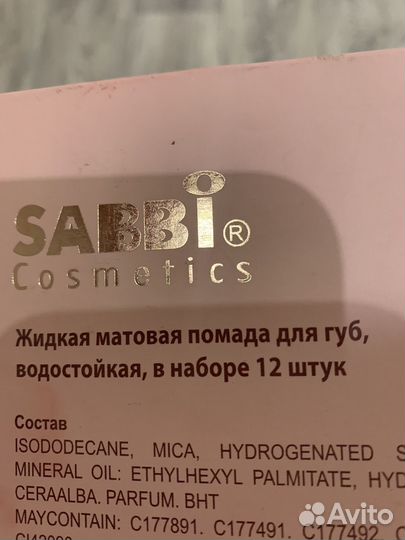 SABBi®
Cosmetics
Жидкая матовая помада для губ,
водостойкая, в наборе 12 штук
Состав
ISODODECANE, MICA, HYDROGENATED
MINERAL OIL: ETHYLHEXYL PALMITATE,
CERAALBA. PARFUM. BHT
MAYCONTAIN: C177891. C177491. C177492.
Avito